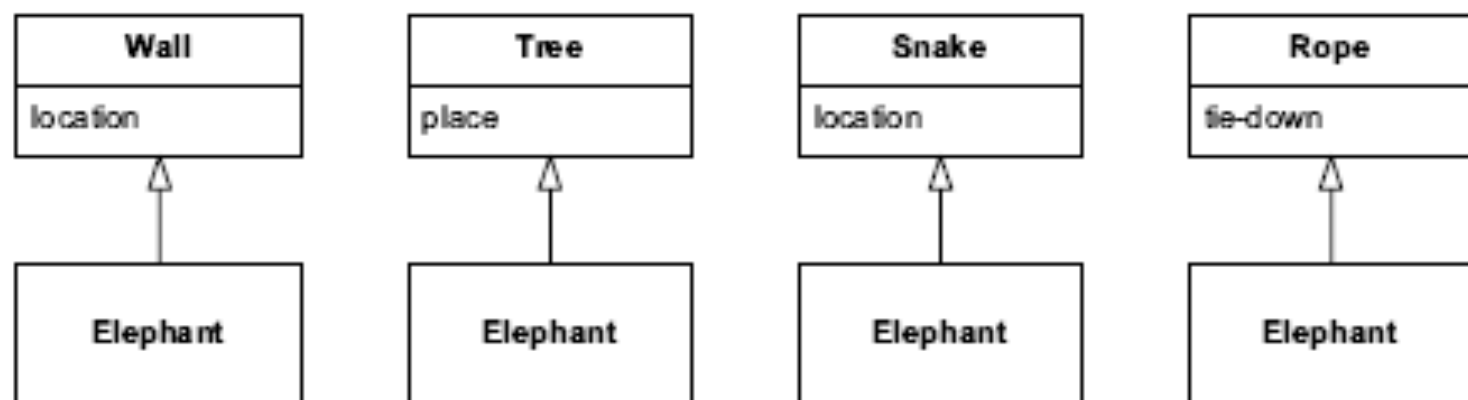 Wall
location
Elephant
Tree
place
Elephant
Snake
location
Elephant
Rope
tie-down
Elephant